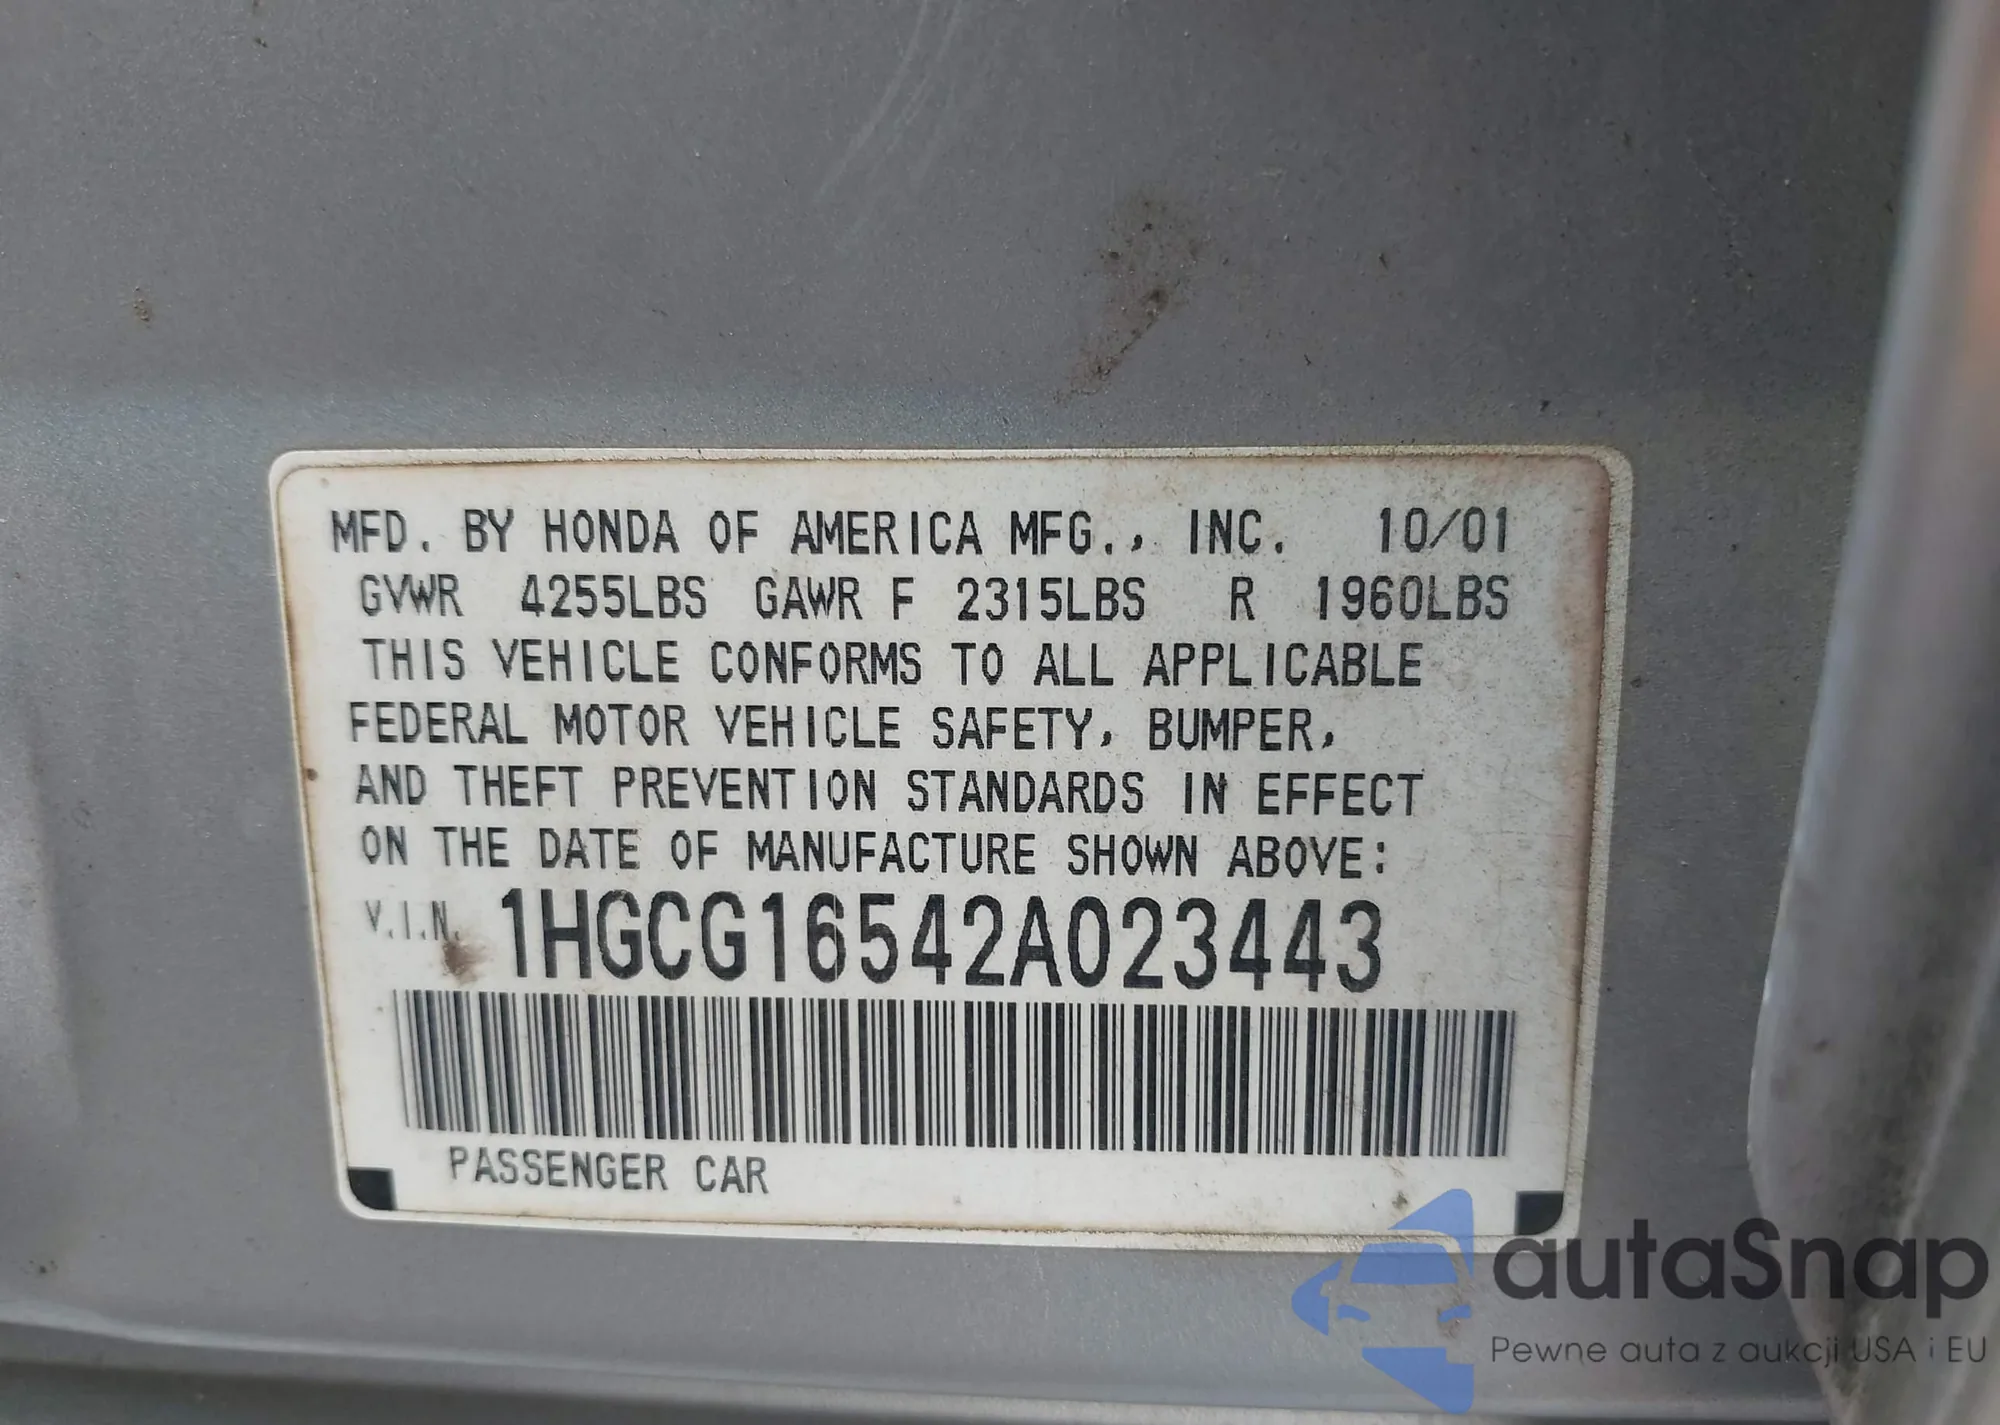 MFD. BY HONDA OF AMERICA MFG., INC. 10/01
GVWR 4255LBS GAWR F 2315LBS R 1960LBS
THIS VEHICLE CONFORMS TO ALL APPLICABLE
FEDERAL MOTOR VEHICLE SAFETY, BUMPER,
AND THEFT PREVENTION STANDARDS IN EFFECT
ON THE DATE OF MANUFACTURE SHOWN ABOVE:
V.I.N. 1HGCG16542A023443
PASSENGER CAR
autaSnap
Pewne auta z aukcji USA i EU